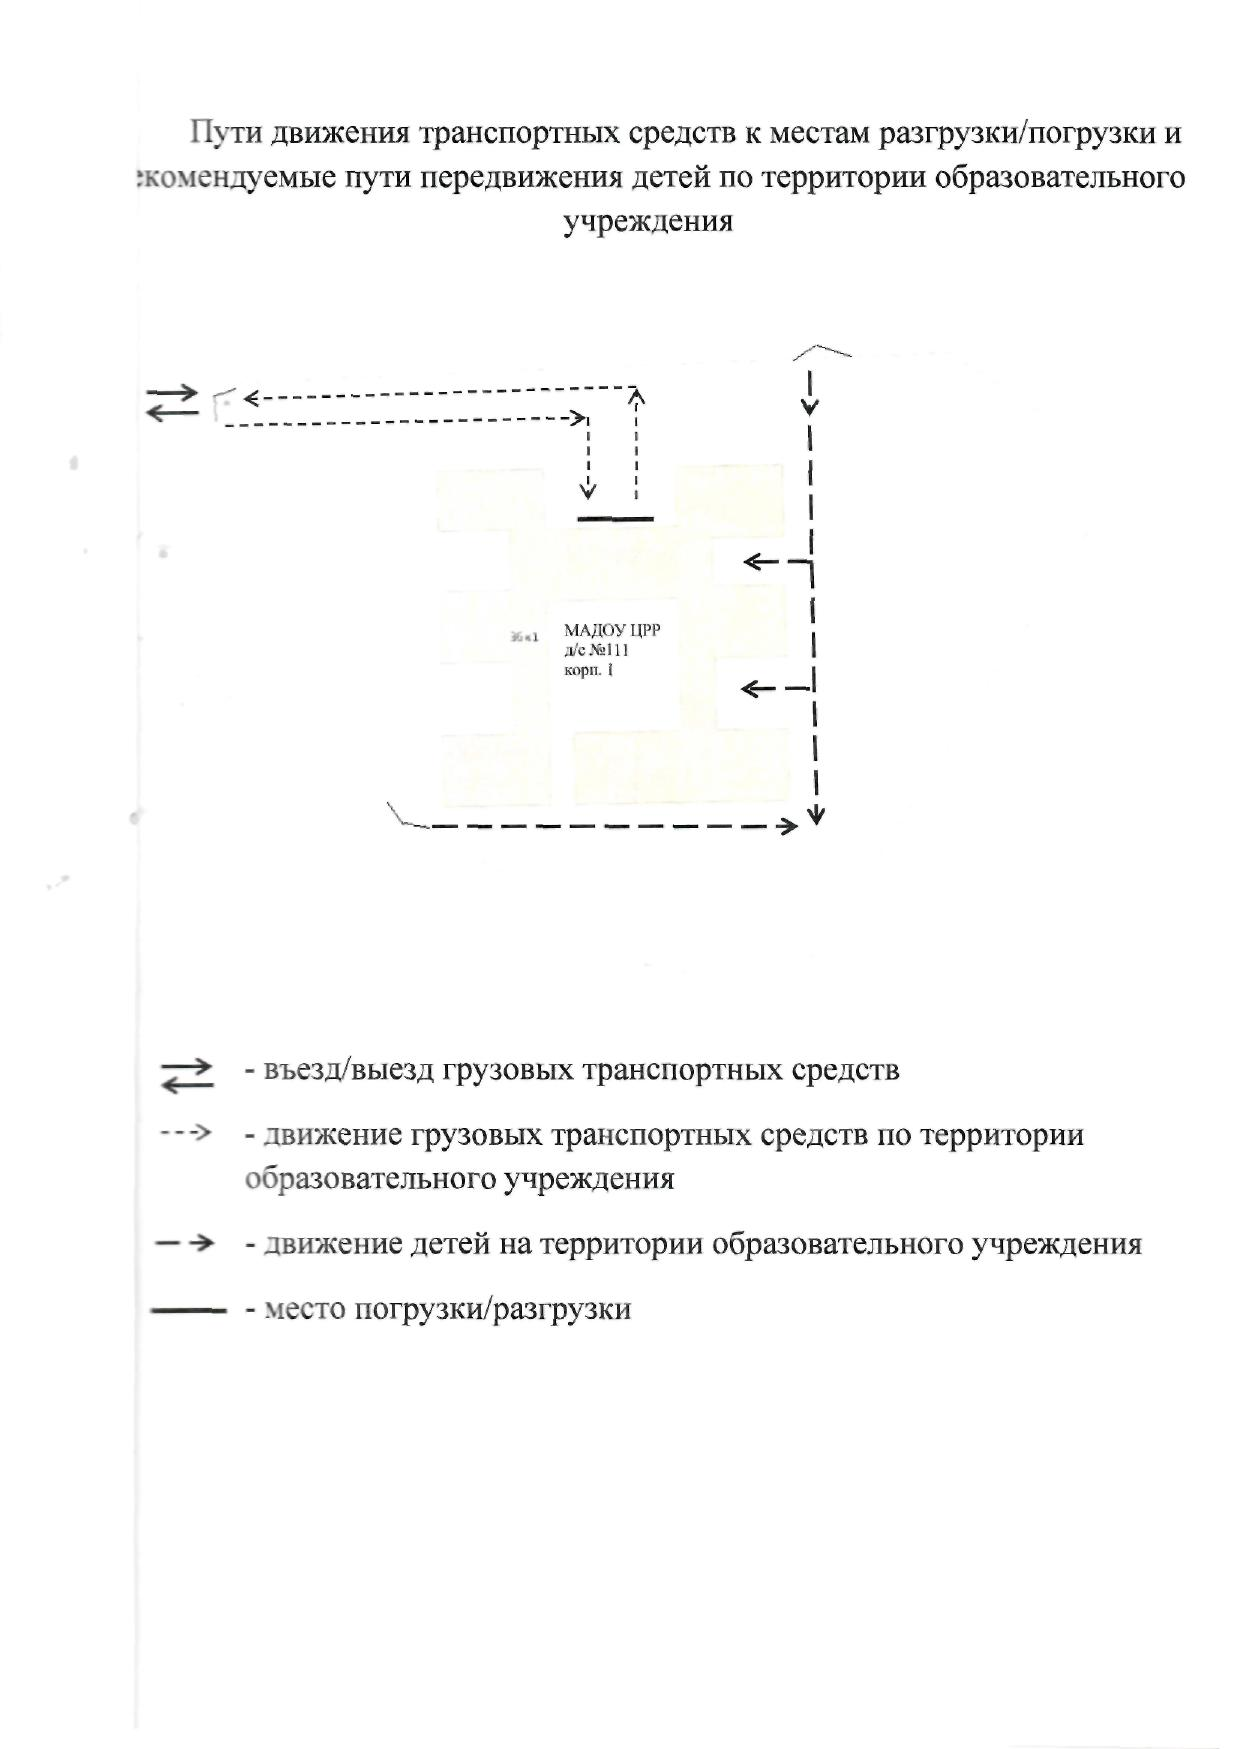 Пути движения транспортных средств к местам разгрузки/погрузки и
екомендуемые пути передвижения детей по территории образовательного
учреждения
36к1
МАДОУ ЦРР
д/с №111
корп. 1
- въезд/выезд грузовых транспортных средств
- движение грузовых транспортных средств по территории
образовательного учреждения
- движение детей на территории образовательного учреждения
- место погрузки/разгрузки